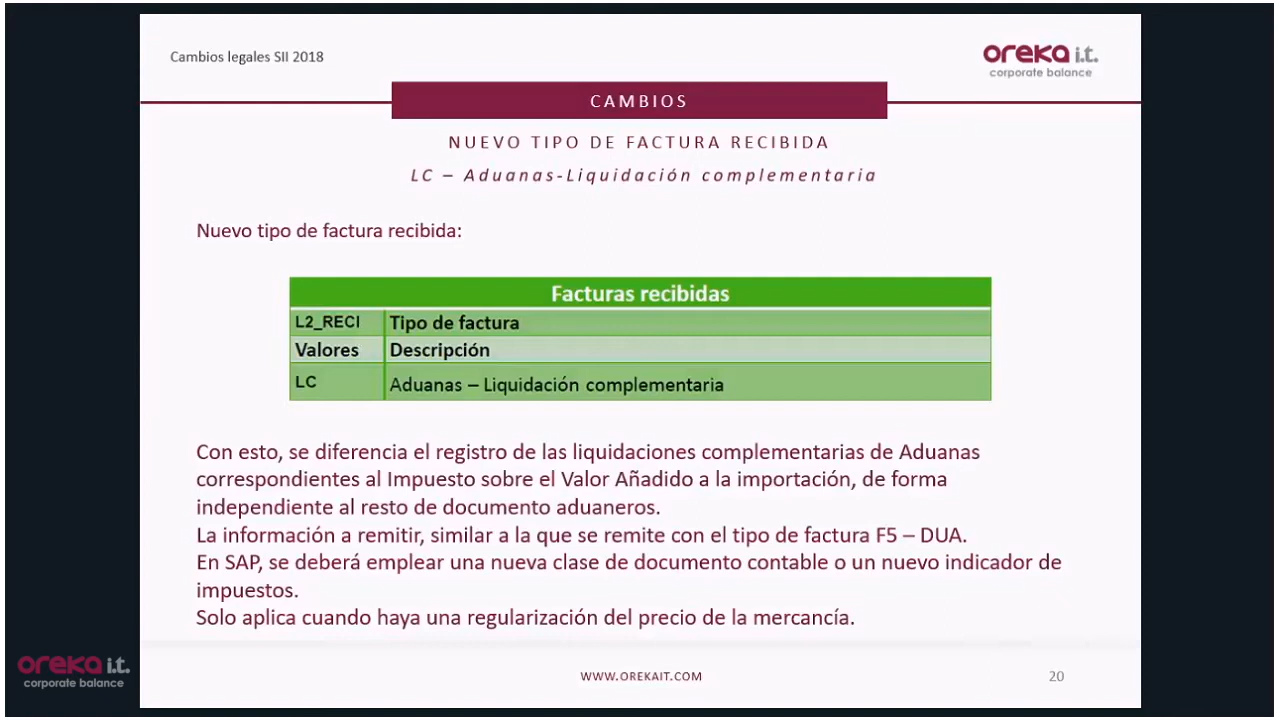 Cambios legales SII 2018
oreka i.t.
corporate balance
CAMBIOS
NUEVO TIPO DE FACTURA RECIBIDA
LC – Aduanas-Liquidación complementaria
Nuevo tipo de factura recibida:
Facturas recibidas
L2_RECI Tipo de factura
Valores Descripción
LC Aduanas – Liquidación complementaria
Con esto, se diferencia el registro de las liquidaciones complementarias de Aduanas
correspondientes al Impuesto sobre el Valor Añadido a la importación, de forma
independiente al resto de documento aduaneros.
La información a remitir, similar a la que se remite con el tipo de factura F5 – DUA.
En SAP, se deberá emplear una nueva clase de documento contable o un nuevo indicador de
impuestos.
Solo aplica cuando haya una regularización del precio de la mercancía.
oreka i.t.
corporate balance
WWW.OREKAIT.COM
20